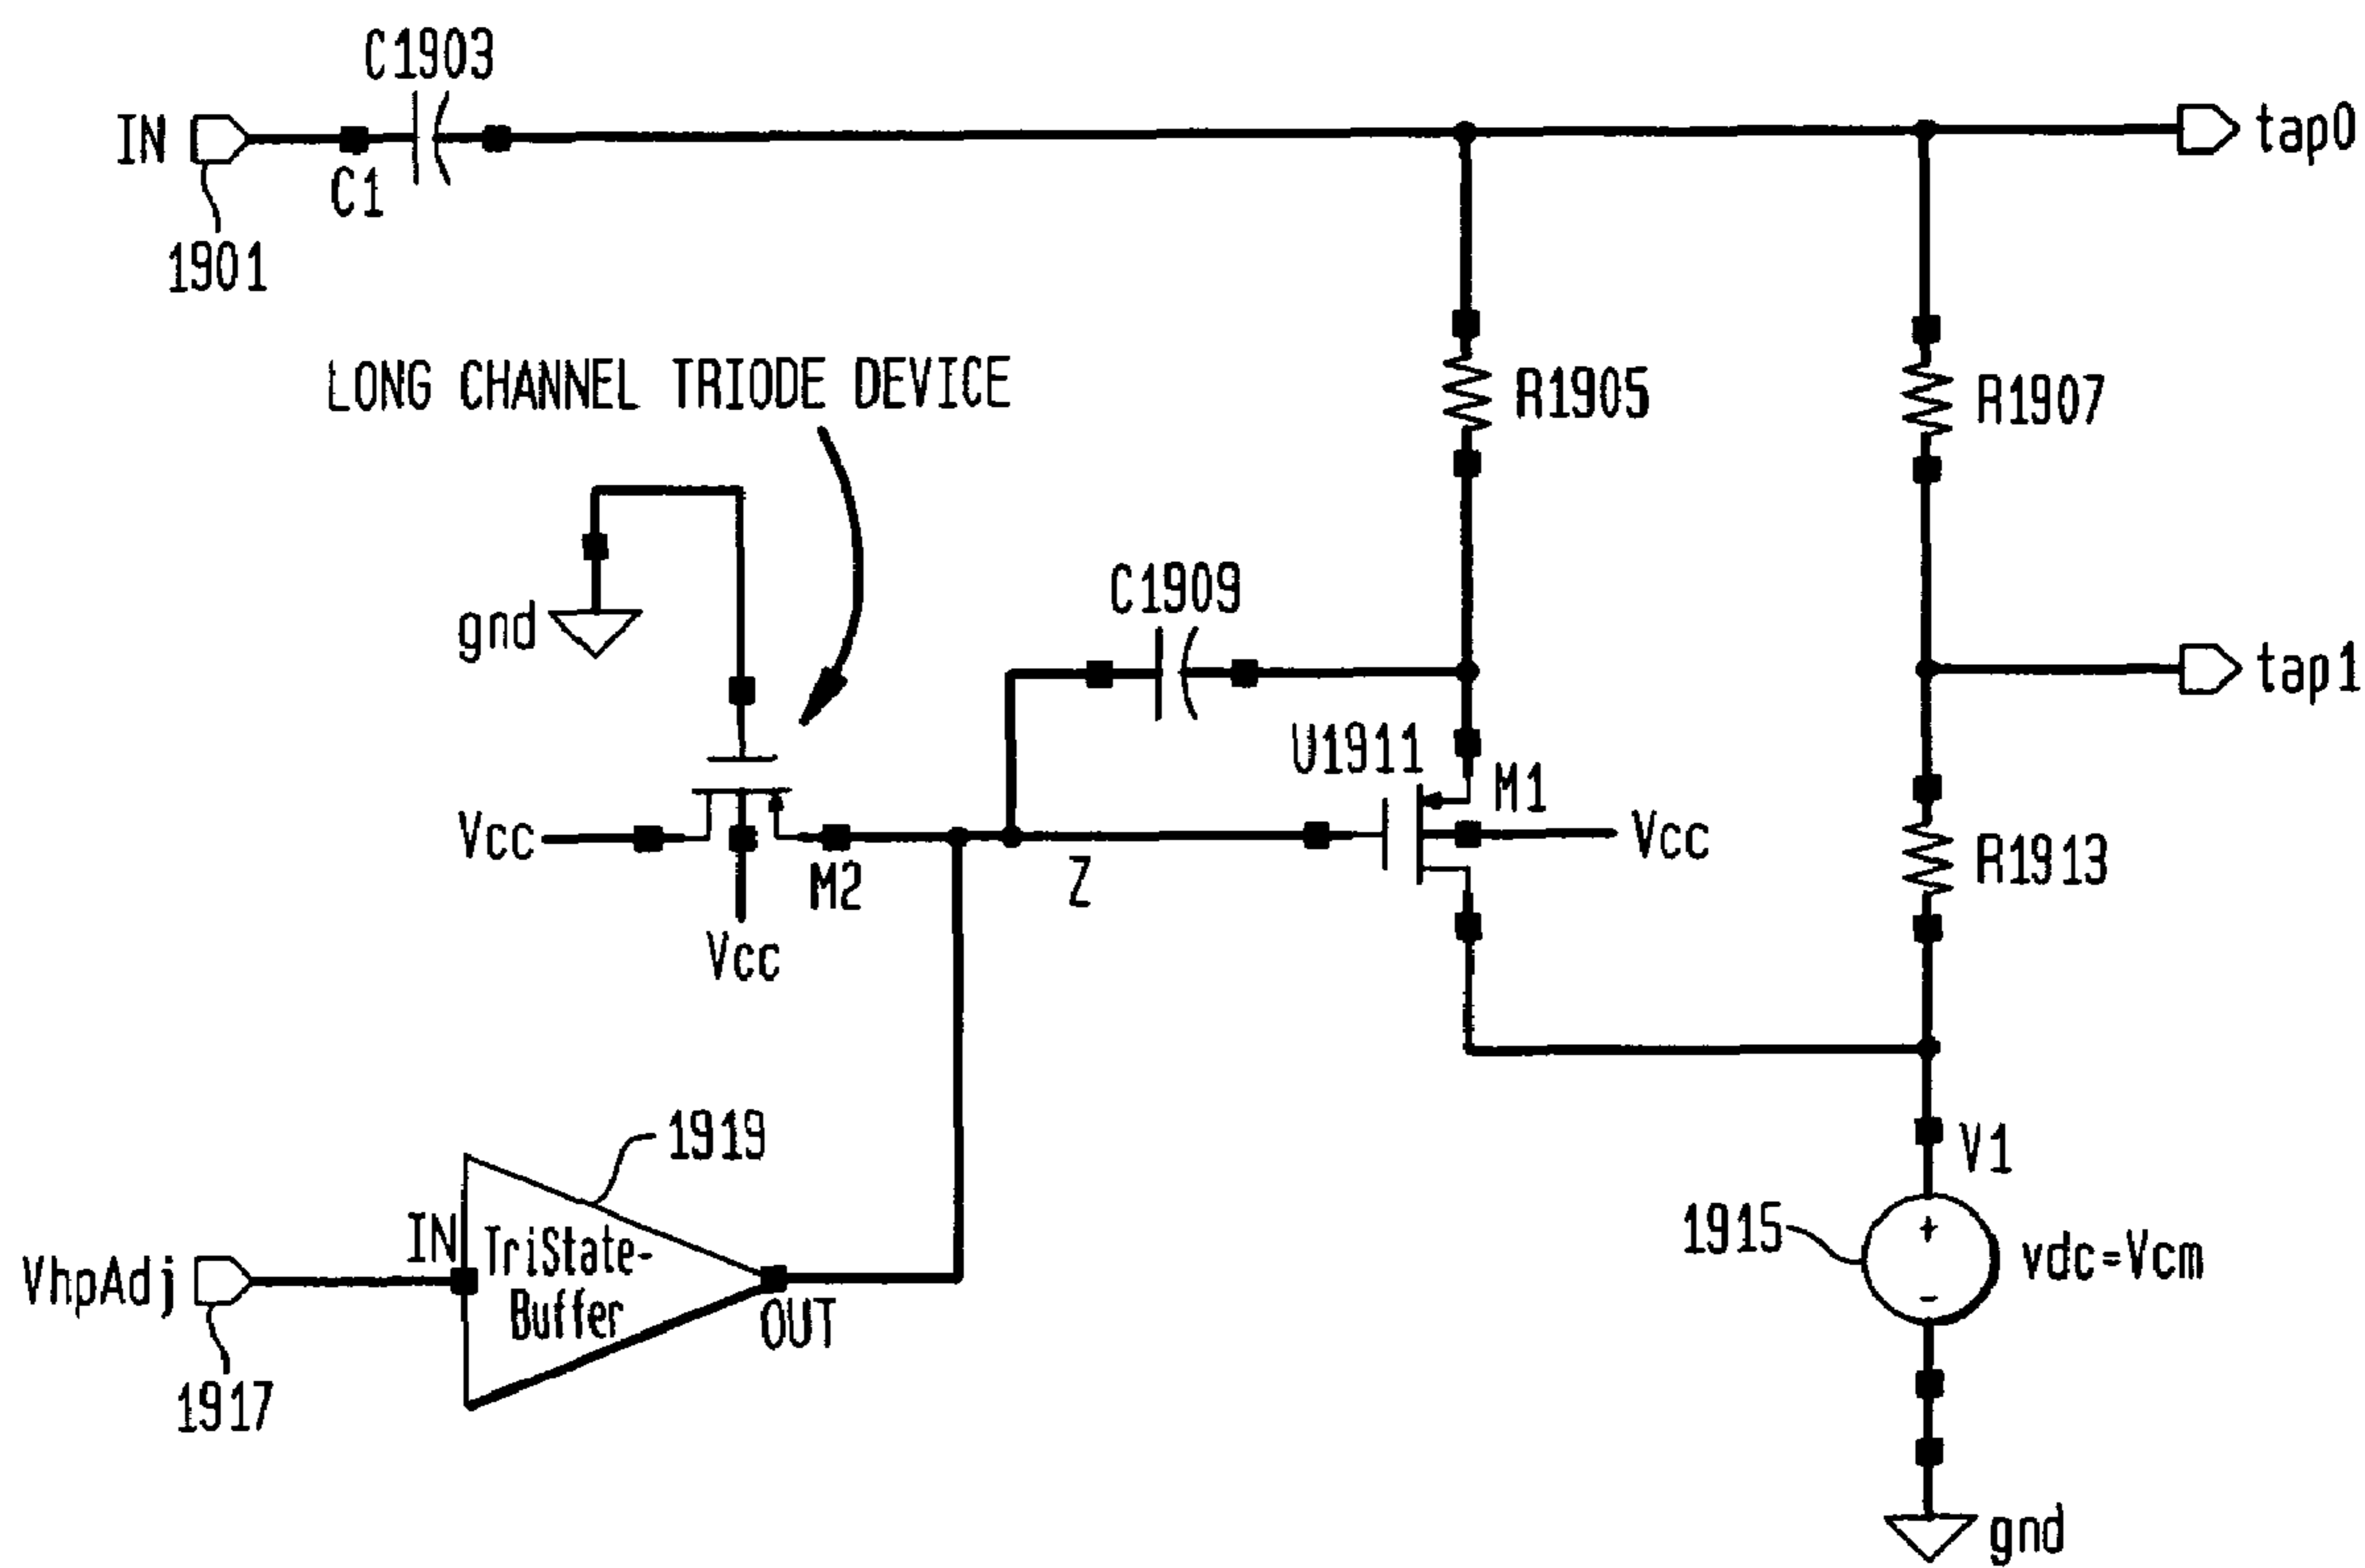 C1903
IN
C1
1901
tap0
LONG CHANNEL TRIODE DEVICE
R1905
R1907
gnd
C1909
tap1
U1911
M1
Vcc
M2
Z
Vcc
R1913
Vcc
1919
V1
IN
TriState-
Buffer
OUT
VhpAdj
1917
1915
+
vdc=Vcm
-
gnd